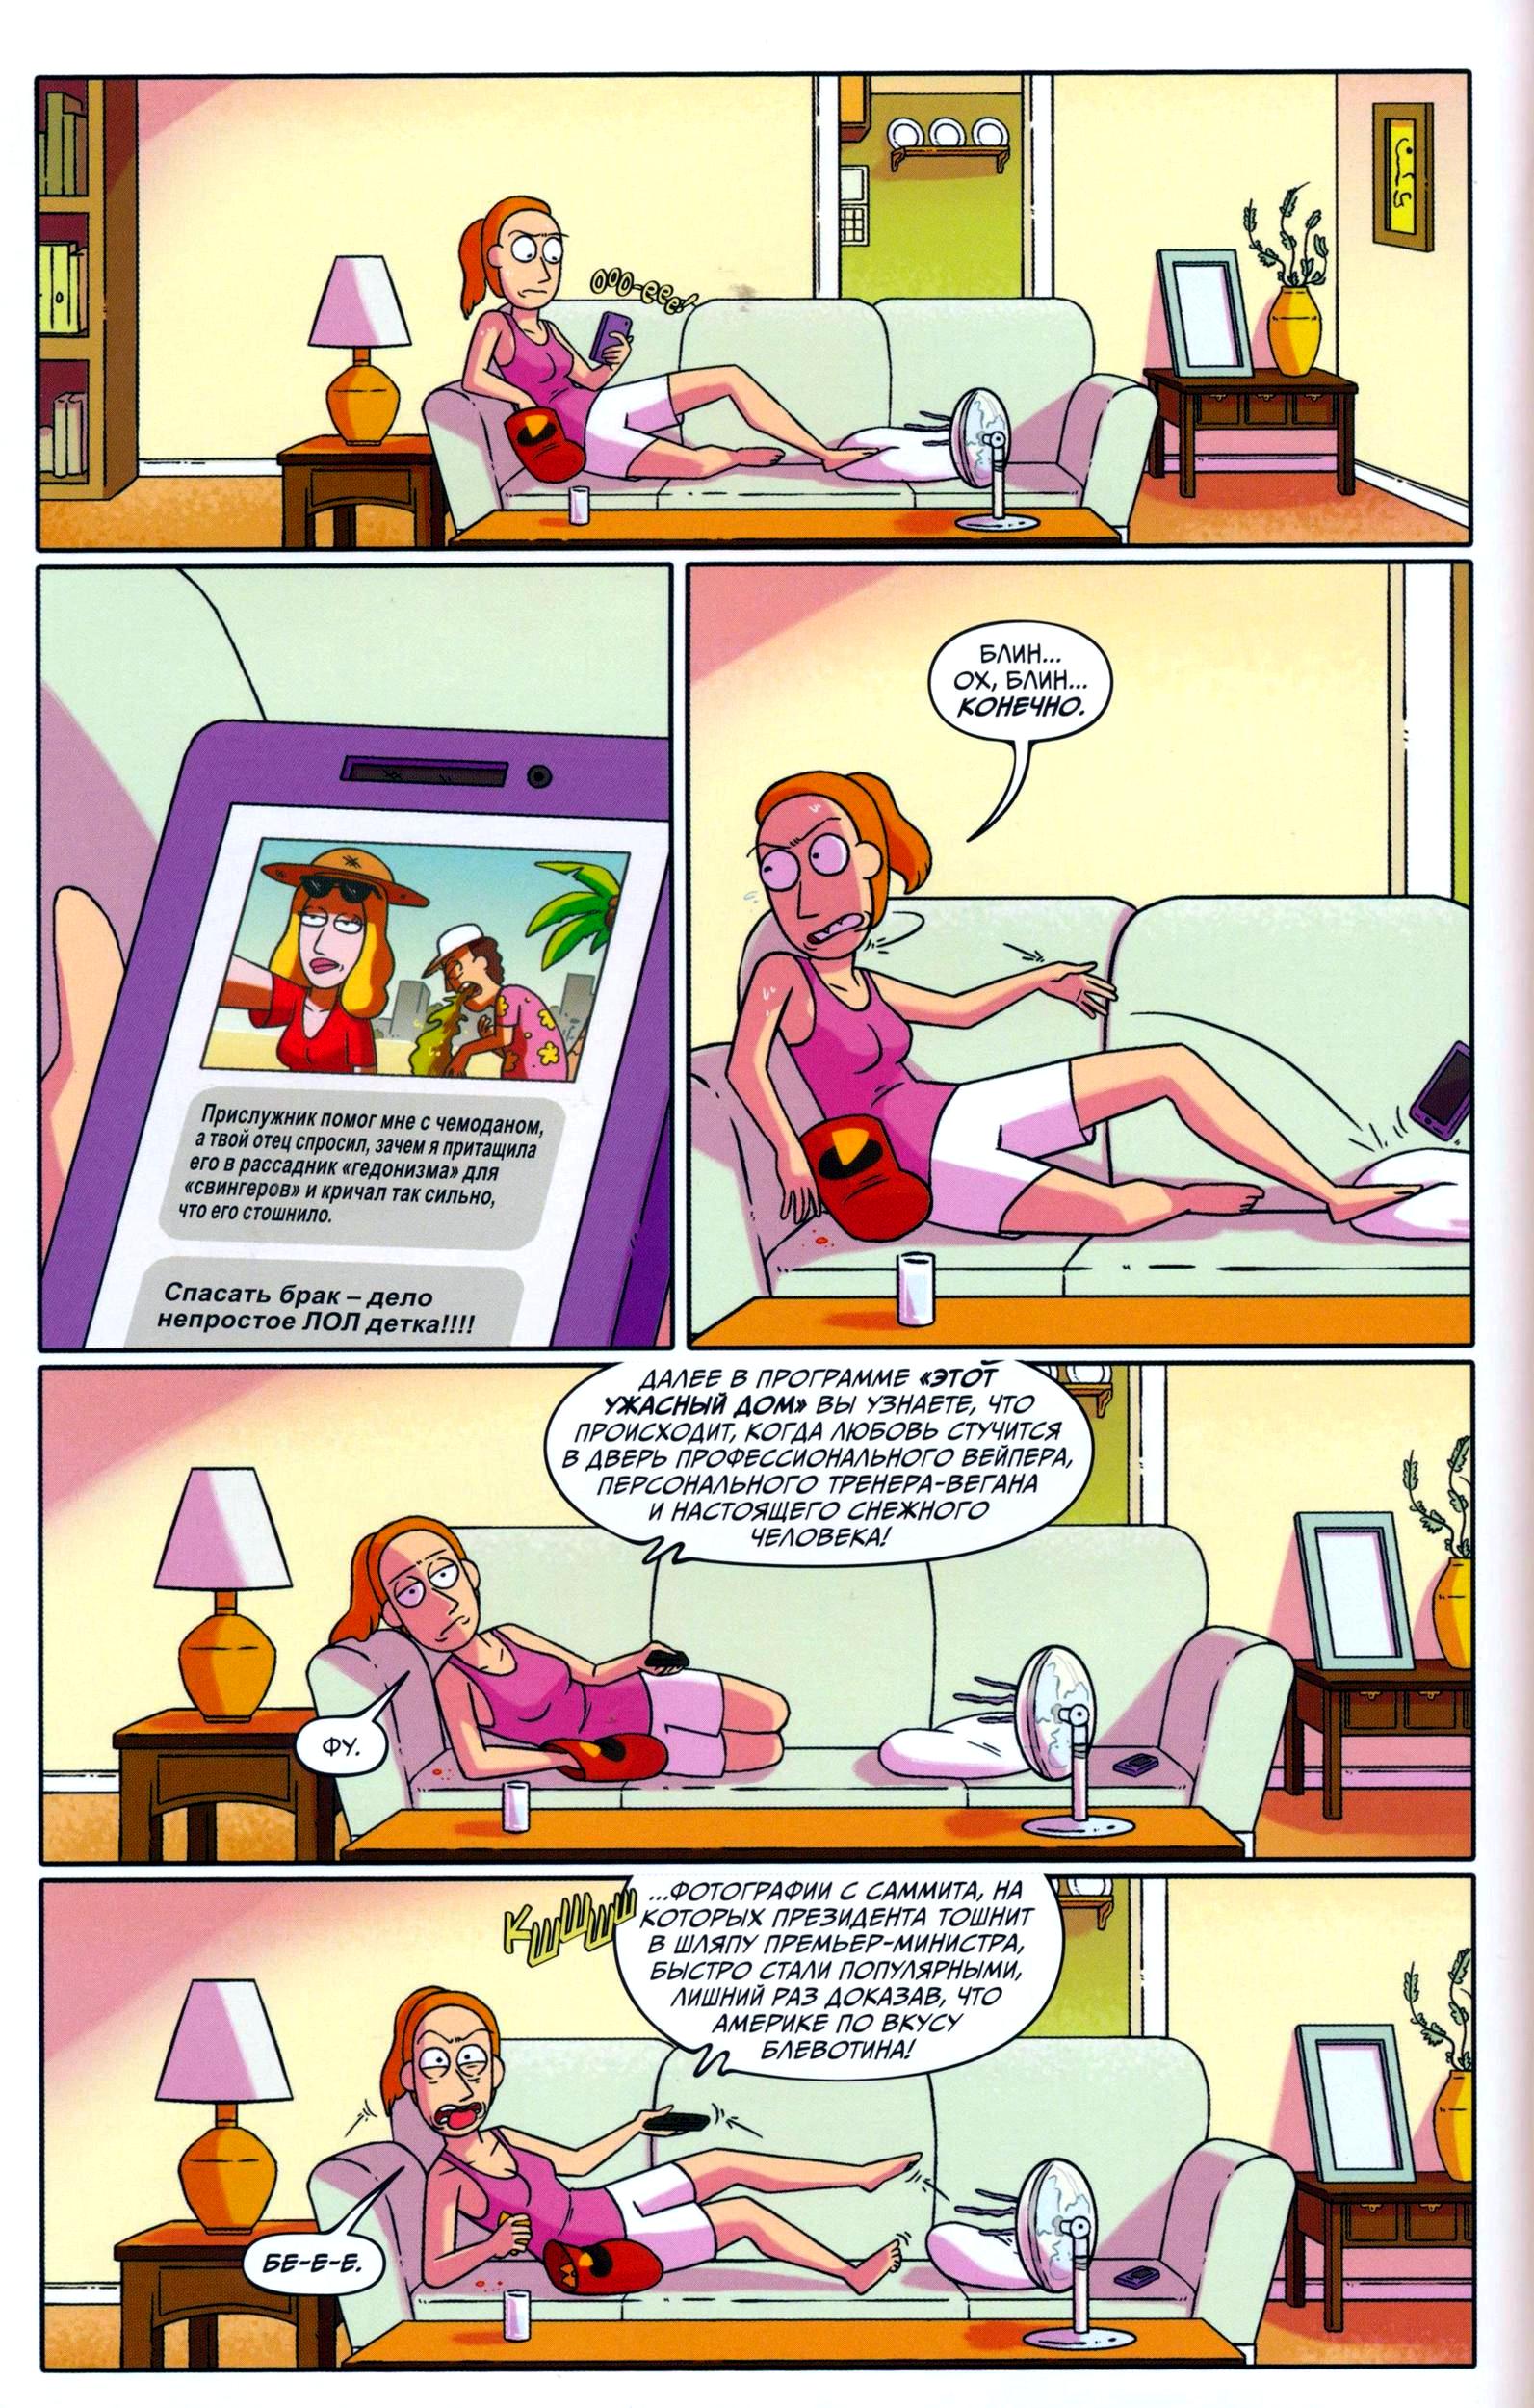 ООО-ЕЕЕ!
Прислужник помог мне с чемоданом,
а твой отец спросил, зачем я притащила
его в рассадник «гедонизма» для
«свингеров» и кричал так сильно,
что его стошнило.
Спасать брак – дело
непростое ЛОЛ детка!!!!
БЛИН...
ОХ, БЛИН...
КОНЕЧНО.
ДАЛЕЕ В ПРОГРАММЕ «ЭТОТ
УЖАСНЫЙ ДОМ» ВЫ УЗНАЕТЕ, ЧТО
ПРОИСХОДИТ, КОГДА ЛЮБОВЬ СТУЧИТСЯ
В ДВЕРЬ ПРОФЕССИОНАЛЬНОГО ВЕЙПЕРА,
ПЕРСОНАЛЬНОГО ТРЕНЕРА-ВЕГАНА
И НАСТОЯЩЕГО СНЕЖНОГО
ЧЕЛОВЕКА!
ФУ.
КШШШШ
...ФОТОГРАФИИ С САММИТА, НА
КОТОРЫХ ПРЕЗИДЕНТА ТОШНИТ
В ШЛЯПУ ПРЕМЬЕР-МИНИСТРА,
БЫСТРО СТАЛИ ПОПУЛЯРНЫМИ,
ЛИШНИЙ РАЗ ДОКАЗАВ, ЧТО
АМЕРИКЕ ПО ВКУСУ
БЛЕВОТИНА!
БЕ-Е-Е.